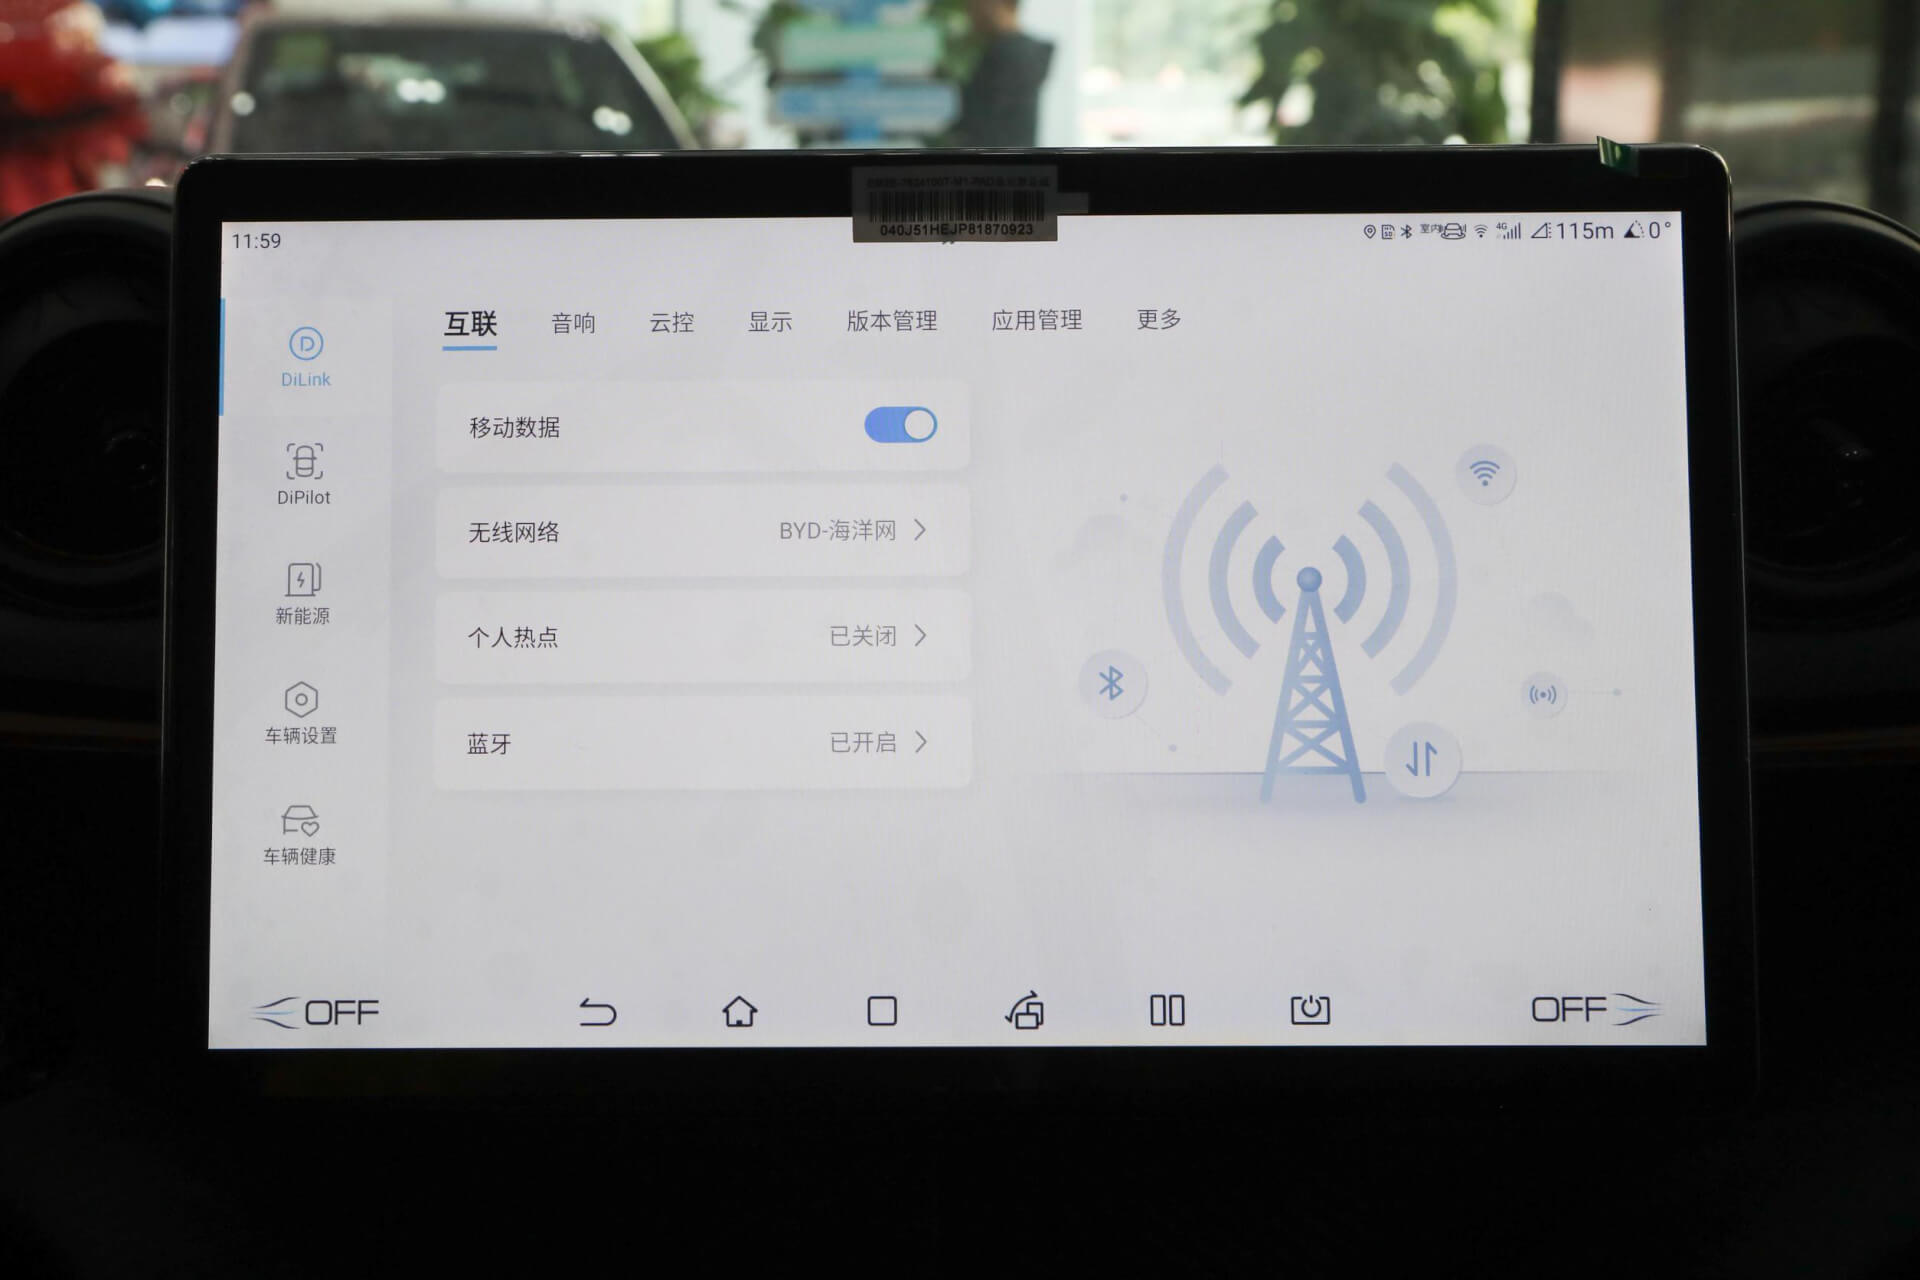 040J51HEJP81870923
11:59
室内
4G
115m
0°
DiLink
DiPilot
新能源
车辆设置
车辆健康
互联
音响
云控
显示
版本管理
应用管理
更多
移动数据
无线网络
BYD-海洋网
个人热点
已关闭
蓝牙
已开启
OFF
OFF